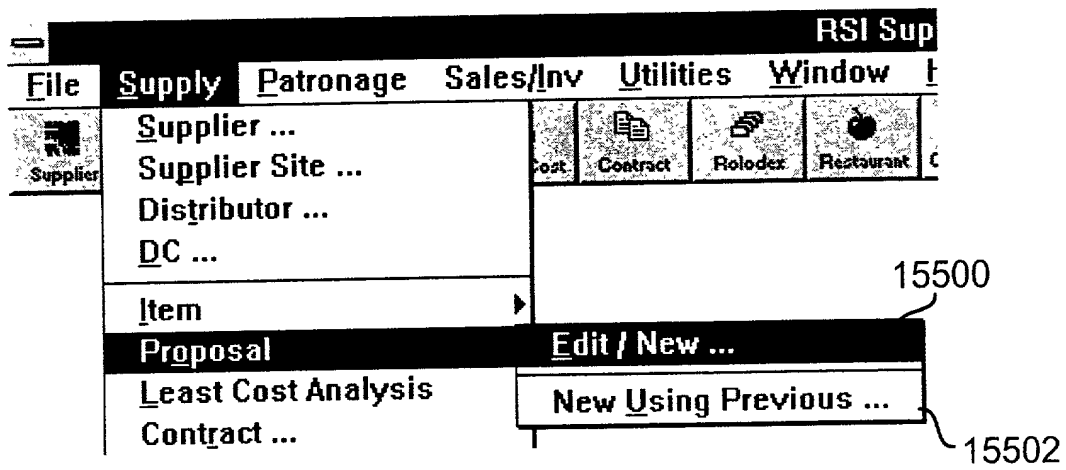 RSI Sup
File Supply Patronage Sales/Inv Utilities Window
Supplier Cost Contract Rolodex Restaurant
Supplier ...
Supplier Site ...
Distributor ...
DC ...
15500
Item
Proposal Edit / New ...
Least Cost Analysis New Using Previous ...
Contract ...
15502